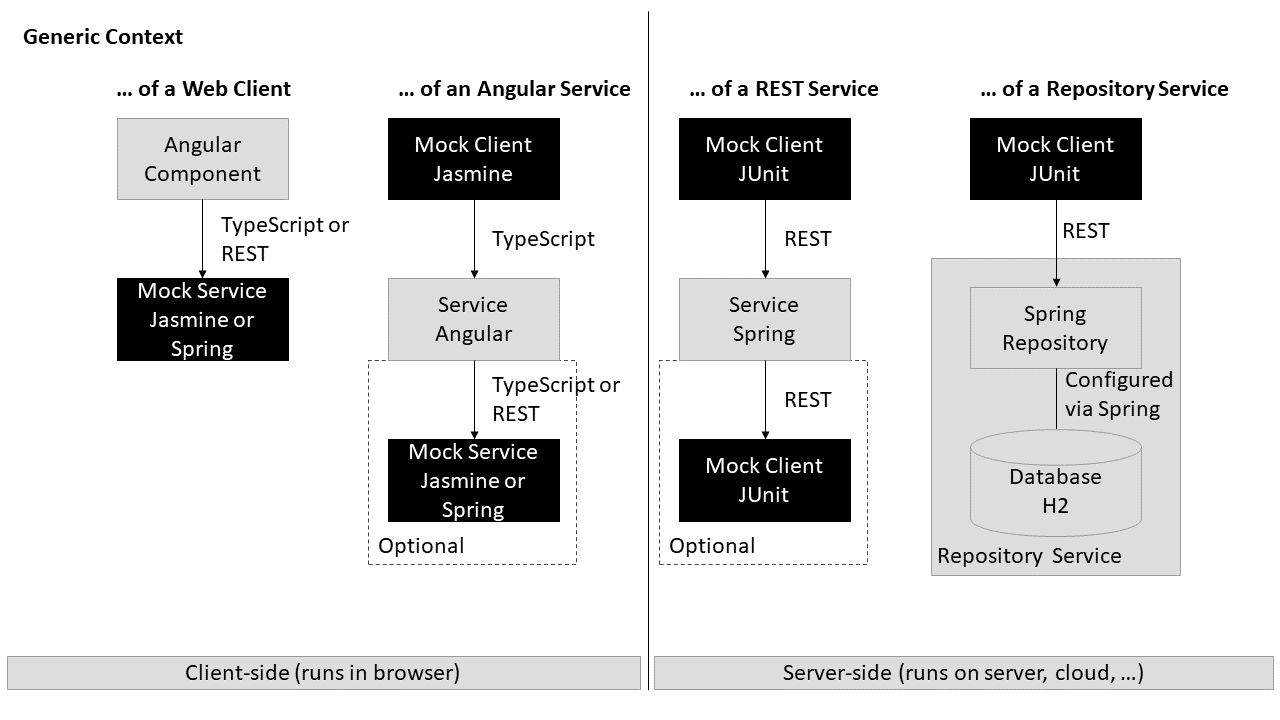 Generic Context
... of a Web Client
Angular
Component
TypeScript or
REST
Mock Service
Jasmine or
Spring
... of an Angular Service
Mock Client
Jasmine
TypeScript
Service
Angular
TypeScript or
REST
Mock Service
Jasmine or
Spring
Optional
... of a REST Service
Mock Client
JUnit
REST
Service
Spring
REST
Mock Client
JUnit
Optional
... of a Repository Service
Mock Client
JUnit
REST
Spring
Repository
Configured
via Spring
Database
H2
Repository Service
Client-side (runs in browser)
Server-side (runs on server, cloud, ...)